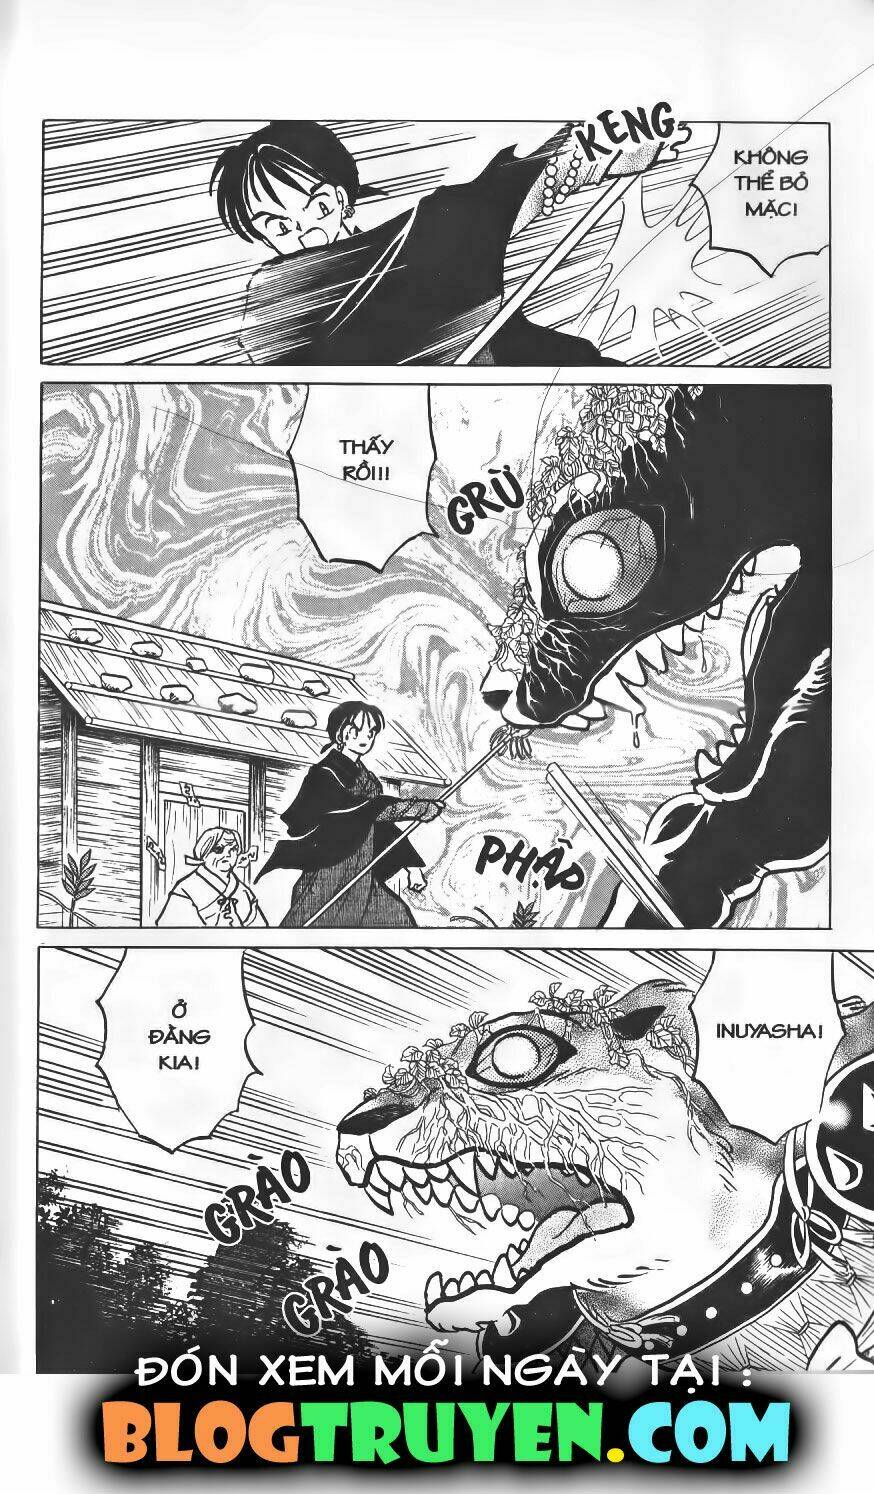 KENG
KHÔNG
THỂ BỎ
MẶC!
THẤY
RỒI!!!
GRỪ
PHẬP
INUYASHA!
Ở
ĐẰNG
KIA!
GRÀO
GRÀO
ĐÓN XEM MỖI NGÀY TẠI :
BLOGTRUYEN.COM